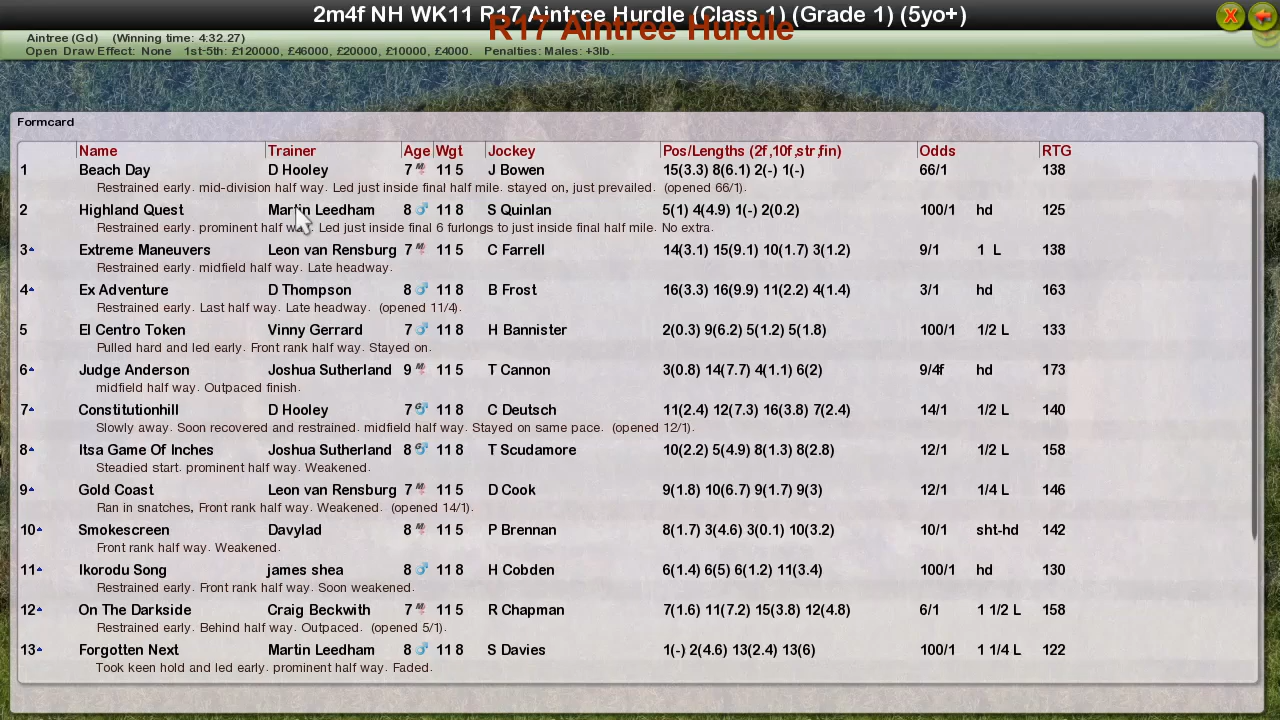 2m4f NH WK11 R17 Aintree Hurdle (Class 1) (Grade 1) (5yo+)
R17 Aintree Hurdle
Aintree (Gd) (Winning time: 4:32.27)
Open Draw Effect: None 1st-5th: £120000, £46000, £20000, £10000, £4000. Penalties: Males: +3lb.
Formcard
Name Trainer Age Wgt Jockey Pos/Lengths (2f,10f,str,fin) Odds RTG
1 Beach Day D Hooley 7 11 5 J Bowen 15(3.3) 8(6.1) 2(-) 1(-) 66/1 138
Restrained early. mid-division half way. Led just inside final half mile. stayed on, just prevailed. (opened 66/1).
2 Highland Quest Martin Leedham 8 11 8 S Quinlan 5(1) 4(4.9) 1(-) 2(0.2) 100/1 hd 125
Restrained early. prominent half way. Led just inside final 6 furlongs to just inside final half mile. No extra.
3 Extreme Maneuvers Leon van Rensburg 7 11 5 C Farrell 14(3.1) 15(9.1) 10(1.7) 3(1.2) 9/1 1 L 138
Restrained early. midfield half way. Late headway.
4 Ex Adventure D Thompson 8 11 8 B Frost 16(3.3) 16(9.9) 11(2.2) 4(1.4) 3/1 hd 163
Restrained early. Last half way. Late headway. (opened 11/4).
5 El Centro Token Vinny Gerrard 7 11 8 H Bannister 2(0.3) 9(6.2) 5(1.2) 5(1.8) 100/1 1/2 L 133
Pulled hard and led early. Front rank half way. Stayed on.
6 Judge Anderson Joshua Sutherland 9 11 5 T Cannon 3(0.8) 14(7.7) 4(1.1) 6(2) 9/4f hd 173
midfield half way. Outpaced finish.
7 Constitutionhill D Hooley 7 11 8 C Deutsch 11(2.4) 12(7.3) 16(3.8) 7(2.4) 14/1 1/2 L 140
Slowly away. Soon recovered and restrained. midfield half way. Stayed on same pace. (opened 12/1).
8 Itsa Game Of Inches Joshua Sutherland 8 11 8 T Scudamore 10(2.2) 5(4.9) 8(1.3) 8(2.8) 12/1 1/2 L 158
Steadied start. prominent half way. Weakened.
9 Gold Coast Leon van Rensburg 7 11 5 D Cook 9(1.8) 10(6.7) 9(1.7) 9(3) 12/1 1/4 L 146
Ran in snatches, Front rank half way. Weakened. (opened 14/1).
10 Smokescreen Davylad 8 11 5 P Brennan 8(1.7) 3(4.6) 3(0.1) 10(3.2) 10/1 sht-hd 142
Front rank half way. Weakened.
11 Ikorodu Song james shea 8 11 8 H Cobden 6(1.4) 6(5) 6(1.2) 11(3.4) 100/1 hd 130
Restrained early. Front rank half way. Soon weakened.
12 On The Darkside Craig Beckwith 7 11 5 R Chapman 7(1.6) 11(7.2) 15(3.8) 12(4.8) 6/1 1 1/2 L 158
Restrained early. Behind half way. Outpaced. (opened 5/1).
13 Forgotten Next Martin Leedham 8 11 8 S Davies 1(-) 2(4.6) 13(2.4) 13(6) 100/1 1 1/4 L 122
Took keen hold and led early. prominent half way. Faded.